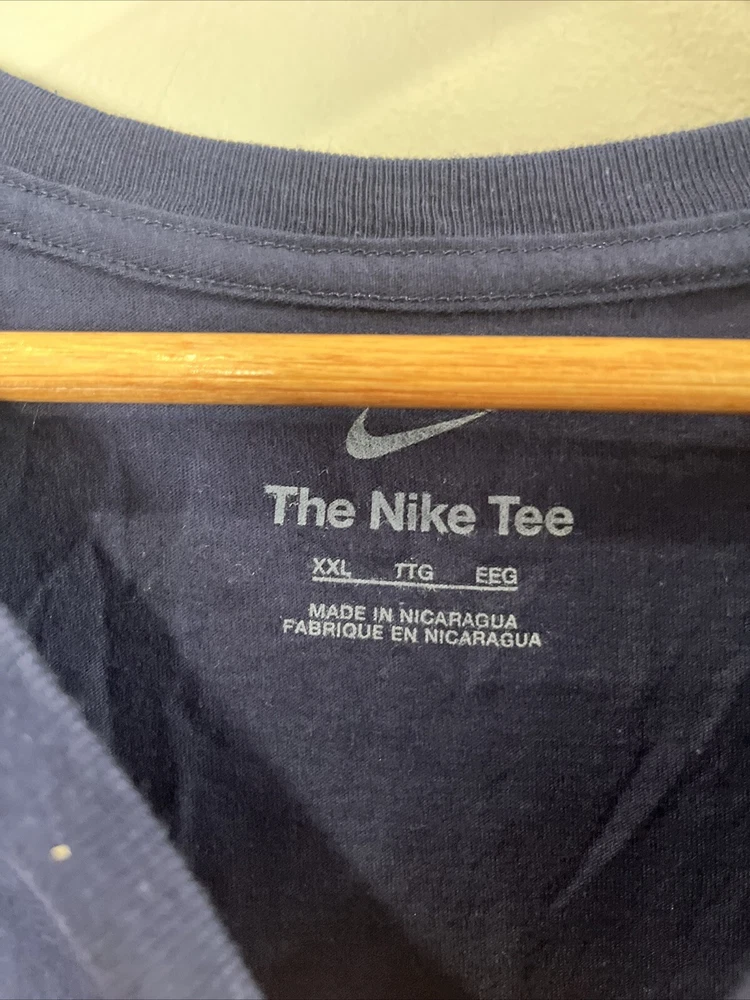 The Nike Tee
XXL TTG EEG
MADE IN NICARAGUA
FABRIQUE EN NICARAGUA